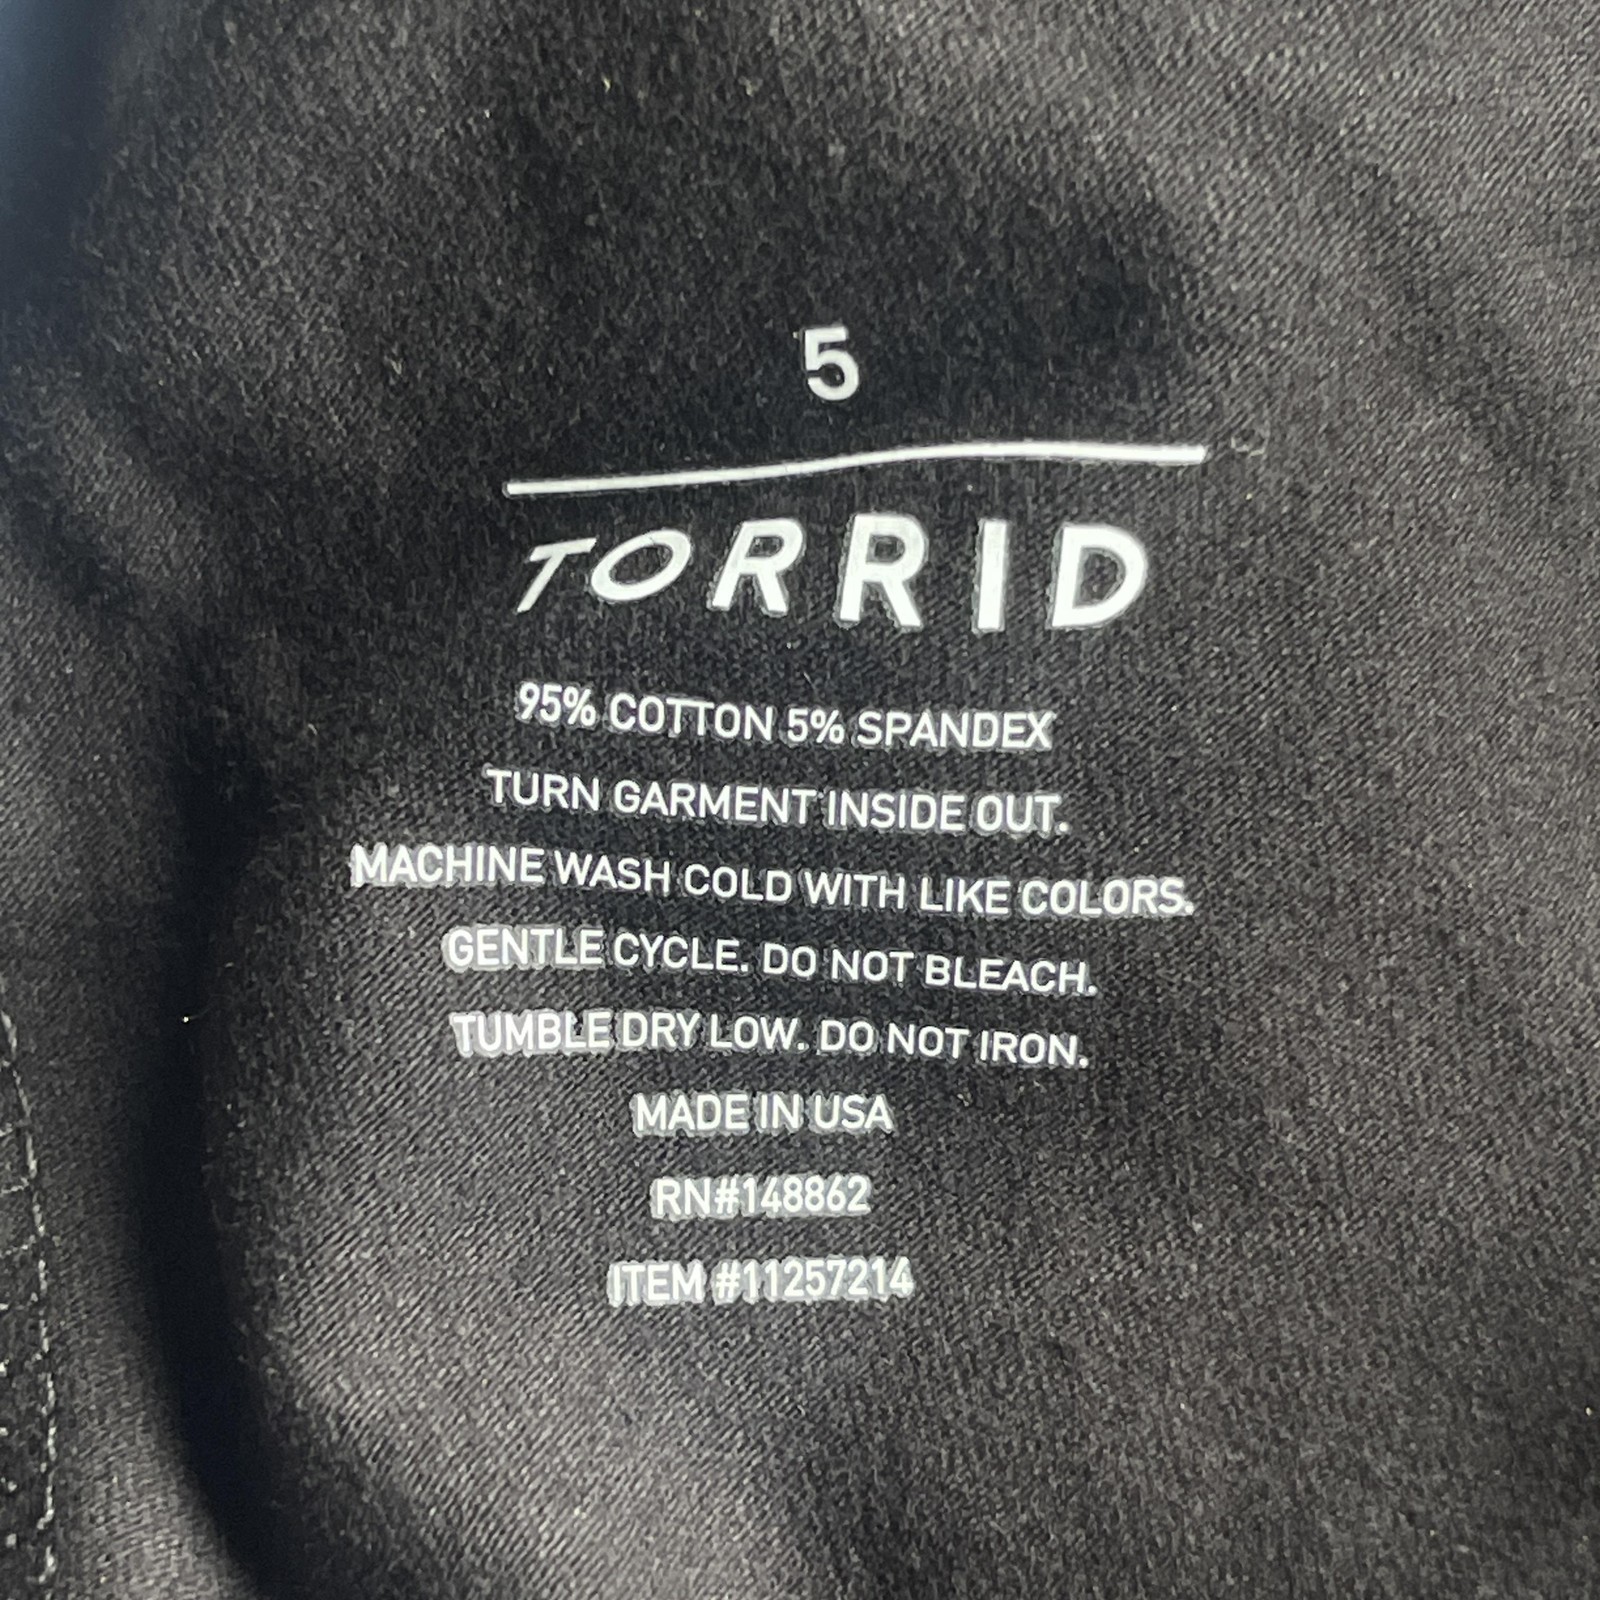 5
TORRID
95% COTTON 5% SPANDEX
TURN GARMENT INSIDE OUT.
MACHINE WASH COLD WITH LIKE COLORS.
GENTLE CYCLE. DO NOT BLEACH.
TUMBLE DRY LOW. DO NOT IRON.
MADE IN USA
RN#148862
ITEM #11257214